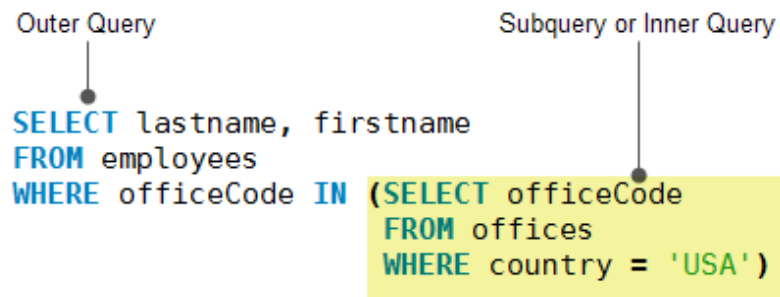 Outer Query
Subquery or Inner Query
SELECT lastname, firstname
FROM employees
WHERE officeCode IN (SELECT officeCode
FROM offices
WHERE country = 'USA')